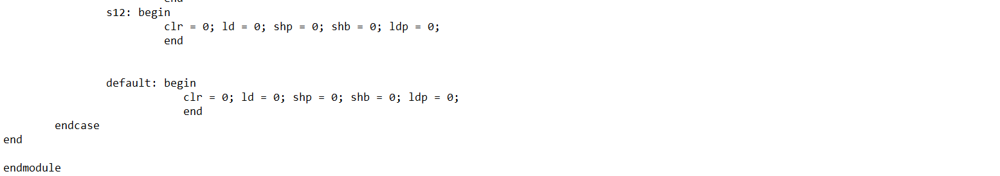 end
s12: begin
clr = 0; ld = 0; shp = 0; shb = 0; ldp = 0;
end
default: begin
clr = 0; ld = 0; shp = 0; shb = 0; ldp = 0;
end
endcase
end
endmodule